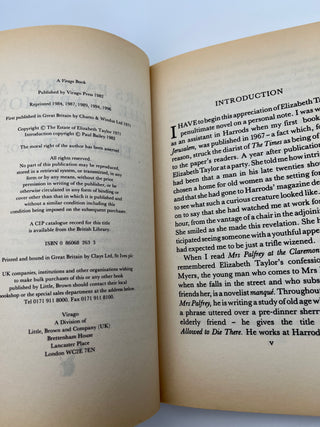 A Virago Book
Published by Virago Press 1982
Reprinted 1984, 1987, 1989, 1994, 1996
First published in Great Britain by Chatto & Windus Ltd 1971
Copyright © The Estate of Elizabeth Taylor 1971
Introduction copyright © Paul Bailey 1982
The moral right of the author has been asserted
All rights reserved.
No part of this publication may be reproduced,
stored in a retrieval system, or transmitted, in any form
or by any means, without the prior
permission in writing of the publisher, or be
otherwise circulated in any form of binding or
cover other than that in which it is published and
without a similar condition including this
condition being imposed on the subsequent purchaser.
A CIP catalogue record for this title
is available from the British Library.
ISBN 0 86068 263 3
Printed and bound in Great Britain by Clays Ltd, St Ives plc
UK companies, institutions and other organisations wishing
to make bulk purchases of this or any other book
published by Little, Brown should contact their local
bookshop or the special sales department at the address below.
Tel 0171 911 8000. Fax 0171 911 8100.
Virago
A Division of
Little, Brown and Company (UK)
Brettenham House
Lancaster Place
London WC2E 7EN
INTRODUCTION
I HAVE to begin this appreciation of Elizabeth T
penultimate novel on a personal note. I was
as an assistant in Harrods when my first book
Jerusalem, was published in 1967 – a fact which, for
reason, struck the diarist of The Times as being of
to the paper's readers. A year after publication
Elizabeth Taylor at a party. She told me how intri
had been that a man in his late twenties sho
chosen a home for old women as the setting for
and that she had gone to Harrods' magazine de
how such a curious creature looked like.
on to say that she had watched me at work for
hour, from the vantage of a chair in the adjoinin
She smiled as she made this revelation. She h
ticipated seeing someone with a youthful appe
had expected me to be just a trifle wizened.
When I read Mrs Palfrey at the Claremon
remembered Elizabeth Taylor's confession
Myers, the young man who comes to Mrs
when she falls in the street and who subse
friends her, is a novelist manqué. Throughou
Mrs Palfrey, he is writing a study of old age wh
a phrase uttered over a pre-dinner sherr
elderly friend – he gives the title
Allowed to Die There. He works at Harrod
V